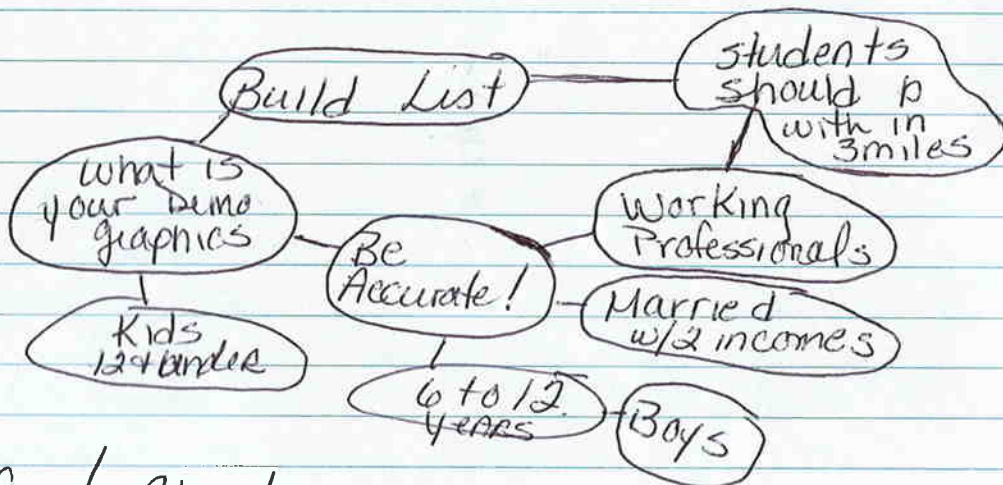 Build List
students
should b
with in
3miles
what is
your Demo
graphics
Working
Professionals
Be
Accurate!
Married
w/2 incomes
Kids
12 & under
6 to 12
years
Boys